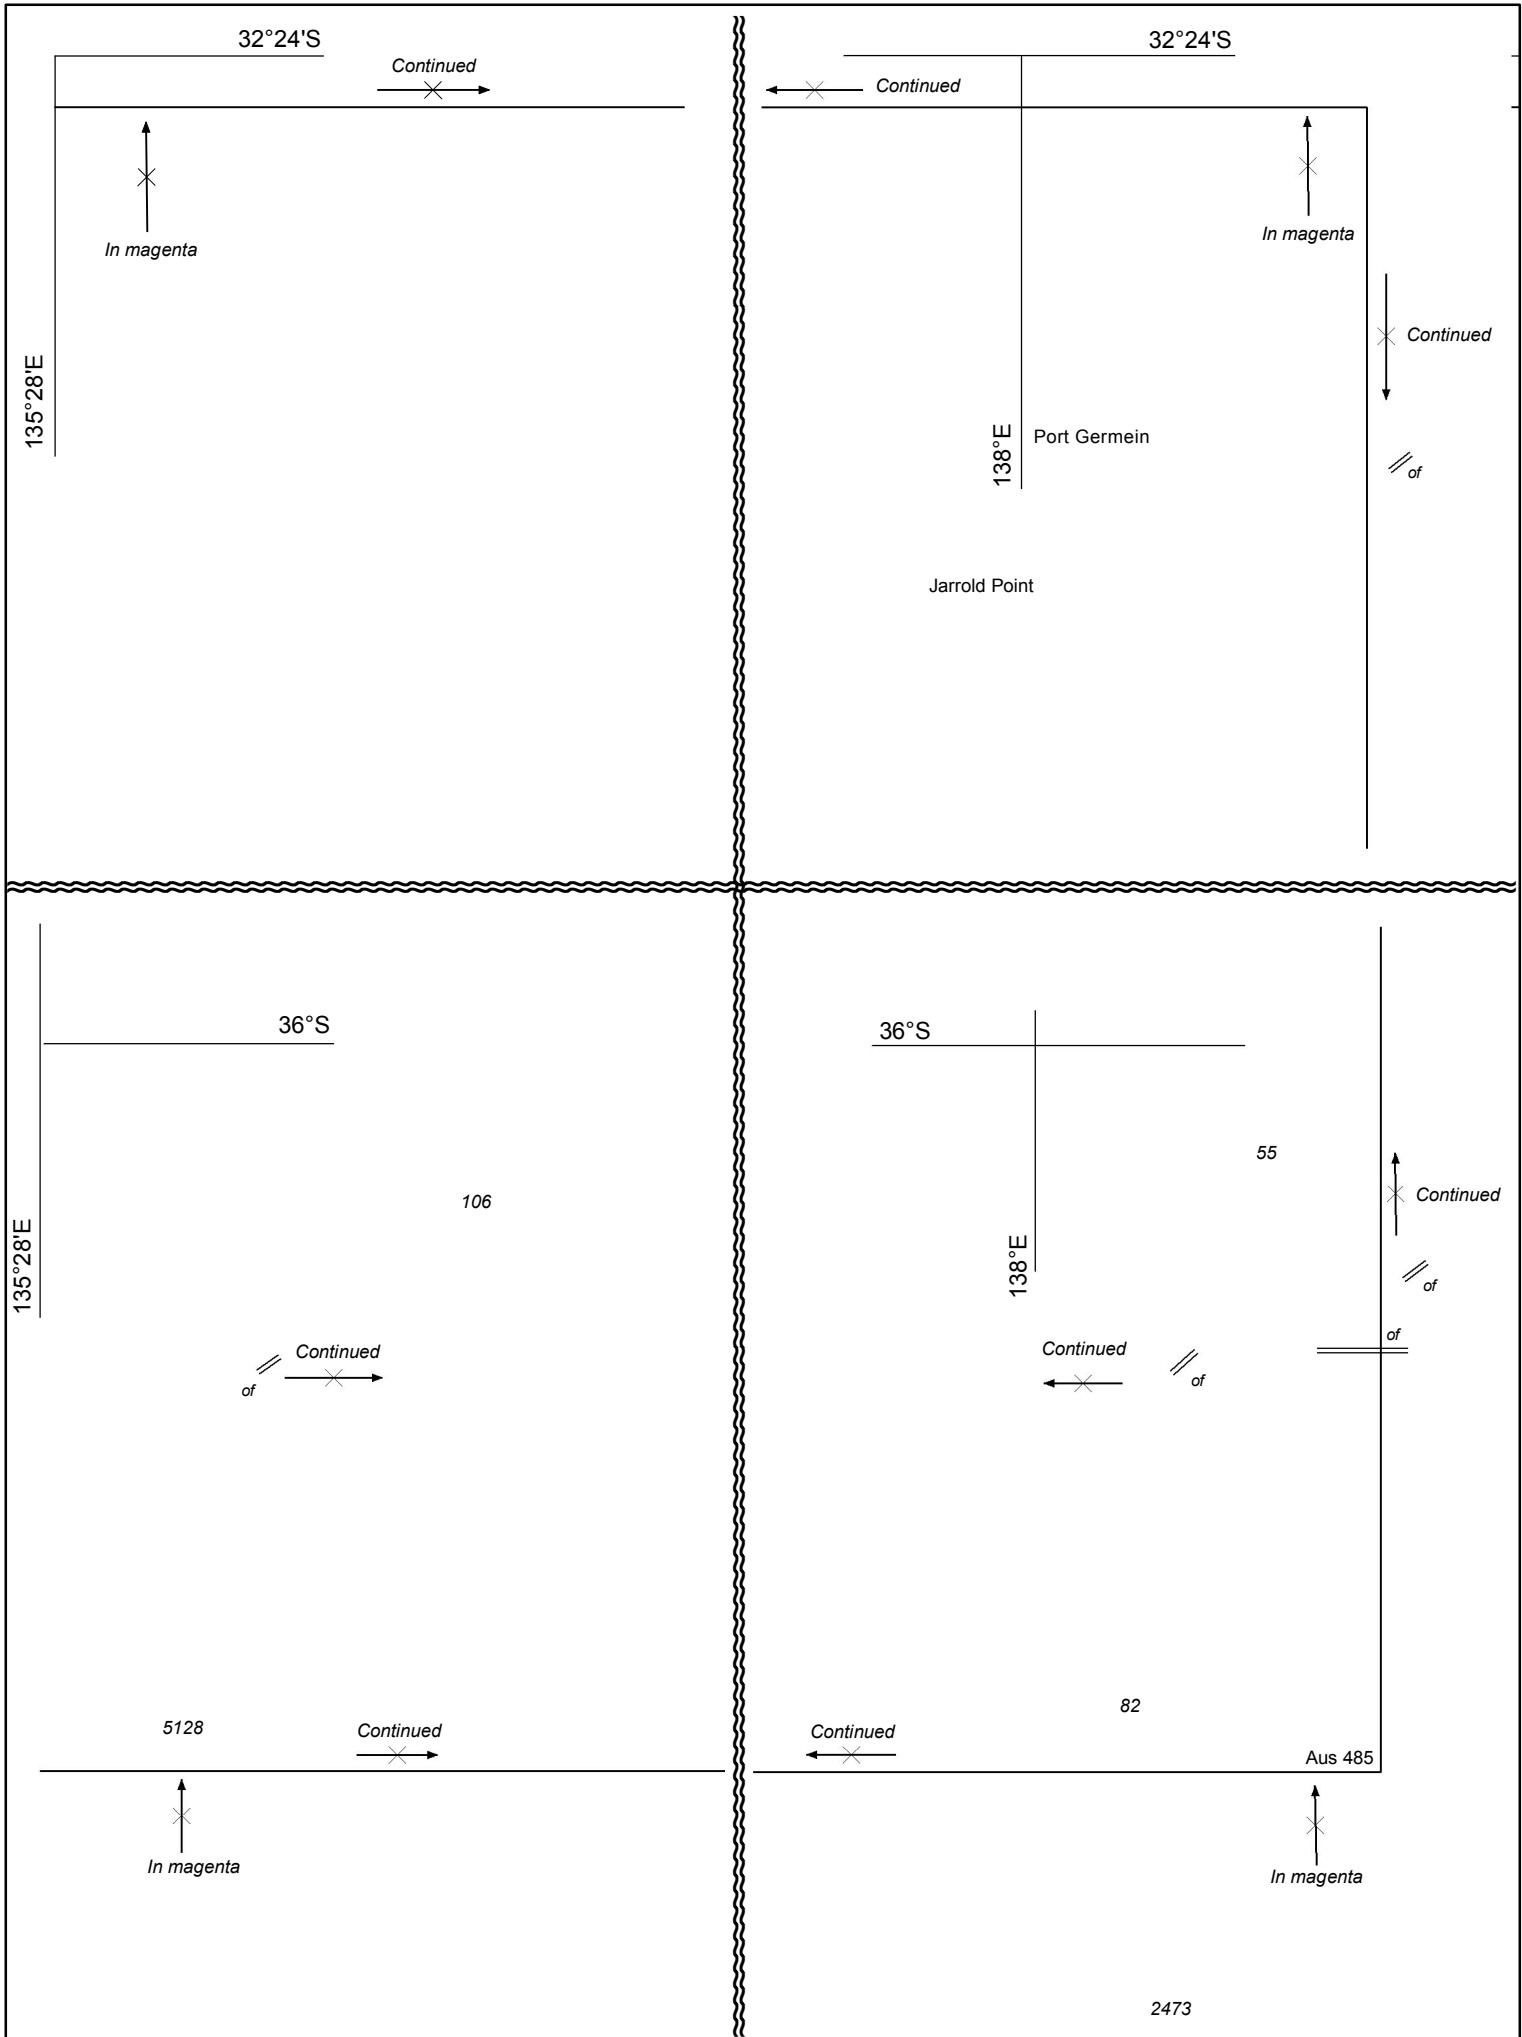 32°24'S
Continued
In magenta
135°28'E
32°24'S
Continued
In magenta
Continued
138°E
Port Germein
of
Jarrold Point
36°S
106
135°28'E
of
Continued
5128
Continued
In magenta
36°S
55
Continued
138°E
of
of
Continued
of
82
Continued
Aus 485
In magenta
2473